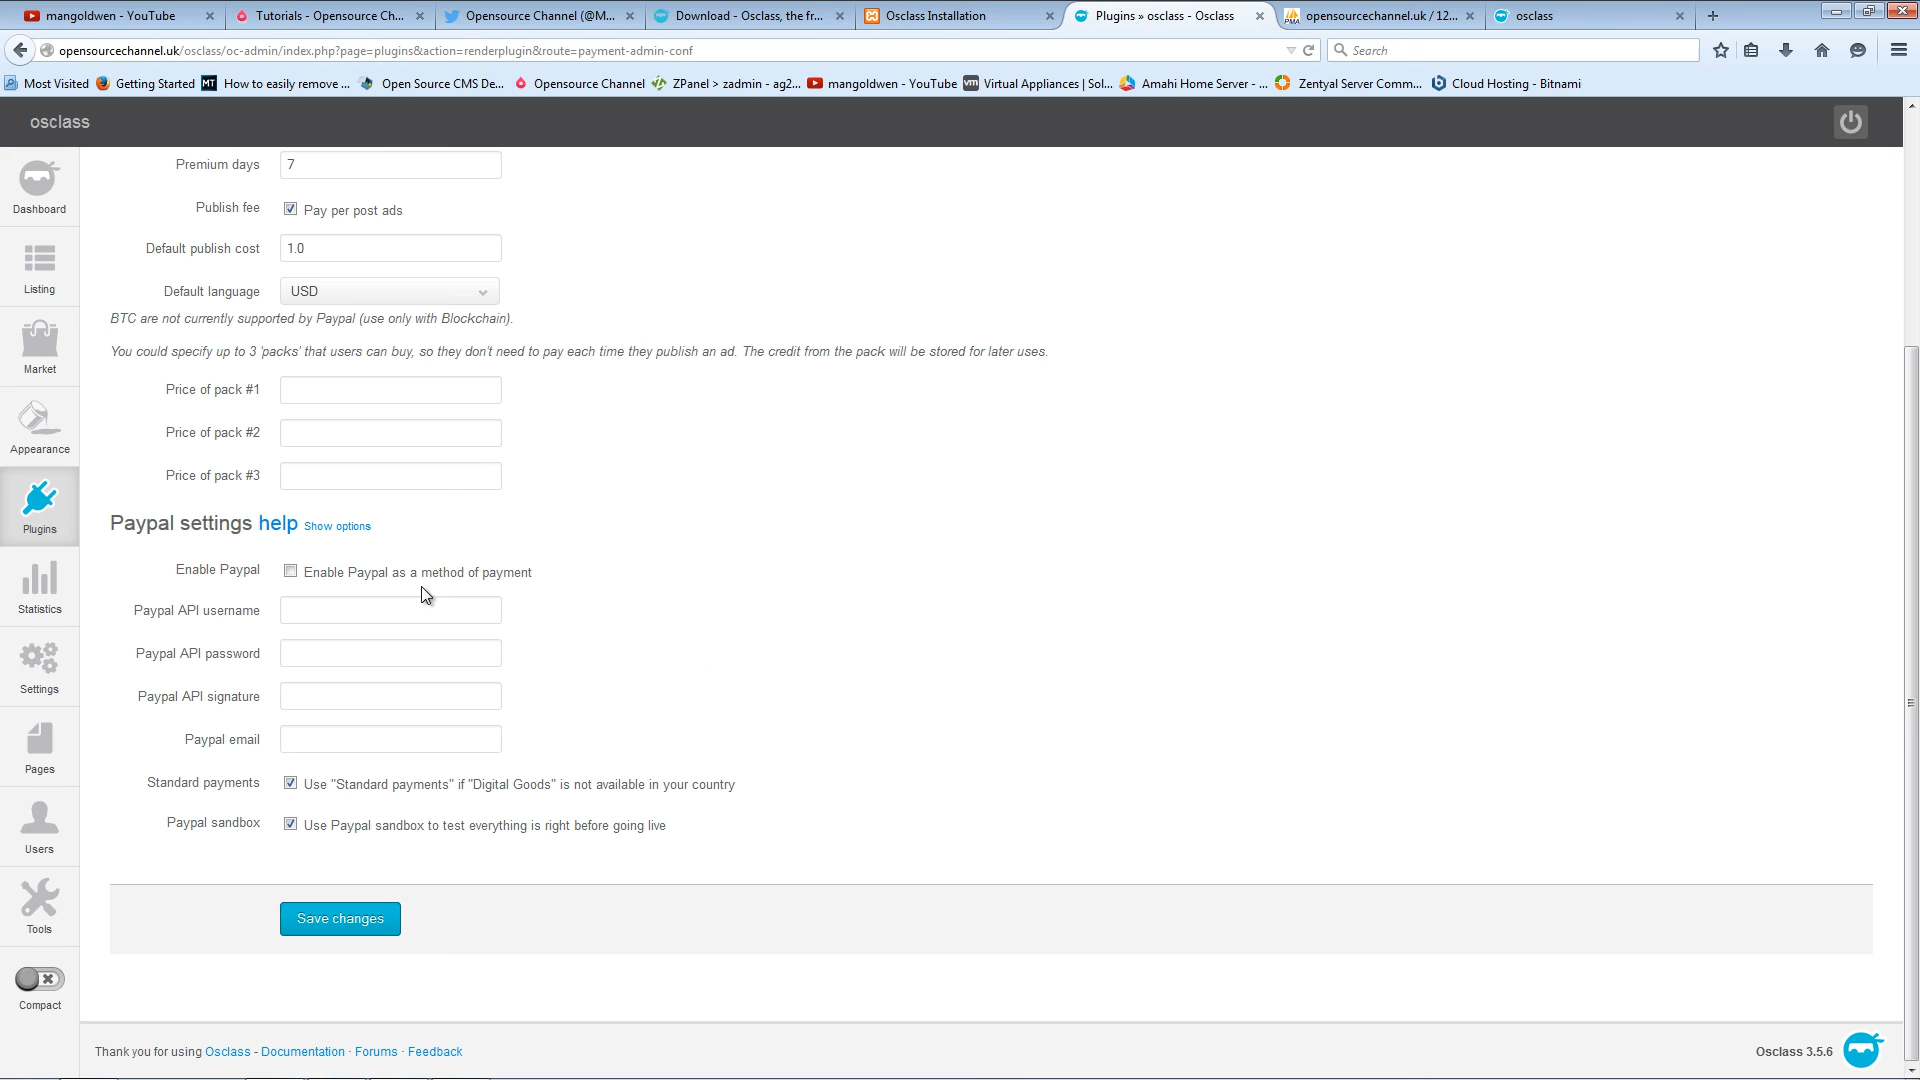 mangoldwen - YouTube
Tutorials - Opensource Ch...
Opensource Channel (@M...
Download - Osclass, the fr...
Osclass Installation
Plugins » osclass - Osclass
opensourcechannel.uk / 12...
osclass
opensourcechannel.uk/osclass/oc-admin/index.php?page=plugins&action=renderplugin&route=payment-admin-conf
Search
Most Visited
Getting Started
MT How to easily remove ...
Open Source CMS De...
Opensource Channel
ZPanel > zadmin - ag2...
mangoldwen - YouTube
vm Virtual Appliances | Sol...
Amahi Home Server - ...
Zentyal Server Comm...
Cloud Hosting - Bitnami
osclass
Dashboard
Listing
Market
Appearance
Plugins
Statistics
Settings
Pages
Users
Tools
Compact
Premium days 7
Publish fee Pay per post ads
Default publish cost 1.0
Default language USD
BTC are not currently supported by Paypal (use only with Blockchain).
You could specify up to 3 'packs' that users can buy, so they don't need to pay each time they publish an ad. The credit from the pack will be stored for later uses.
Price of pack #1
Price of pack #2
Price of pack #3
Paypal settings help Show options
Enable Paypal Enable Paypal as a method of payment
Paypal API username
Paypal API password
Paypal API signature
Paypal email
Standard payments Use "Standard payments" if "Digital Goods" is not available in your country
Paypal sandbox Use Paypal sandbox to test everything is right before going live
Save changes
Thank you for using Osclass - Documentation · Forums · Feedback
Osclass 3.5.6